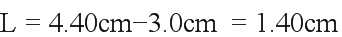 L = 4.40cm−3.0cm = 1.40cm